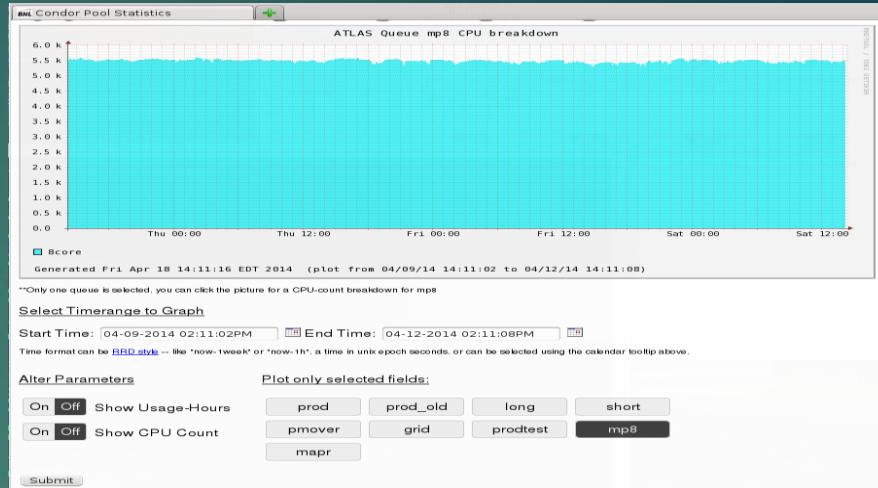 BNL Condor Pool Statistics
ATLAS Queue mp8 CPU breakdown
6.0 k
5.5 k
5.0 k
4.5 k
4.0 k
3.5 k
3.0 k
2.5 k
2.0 k
1.5 k
1.0 k
0.5 k
0.0
Thu 00:00 Thu 12:00 Fri 00:00 Fri 12:00 Sat 00:00 Sat 12:00
8core
Generated Fri Apr 18 14:11:16 EDT 2014 (plot from 04/09/14 14:11:02 to 04/12/14 14:11:08)
**Only one queue is selected, you can click the picture for a CPU-count breakdown for mp8
Select Timerange to Graph
Start Time: 04-09-2014 02:11:02PM End Time: 04-12-2014 02:11:08PM
Time format can be RRD style -- like "now-1week" or "now-1h", a time in unix epoch seconds, or can be selected using the calendar tooltip above.
Alter Parameters Plot only selected fields:
On Off Show Usage-Hours prod prod_old long short
On Off Show CPU Count pmover grid prodtest mp8
mapr
Submit